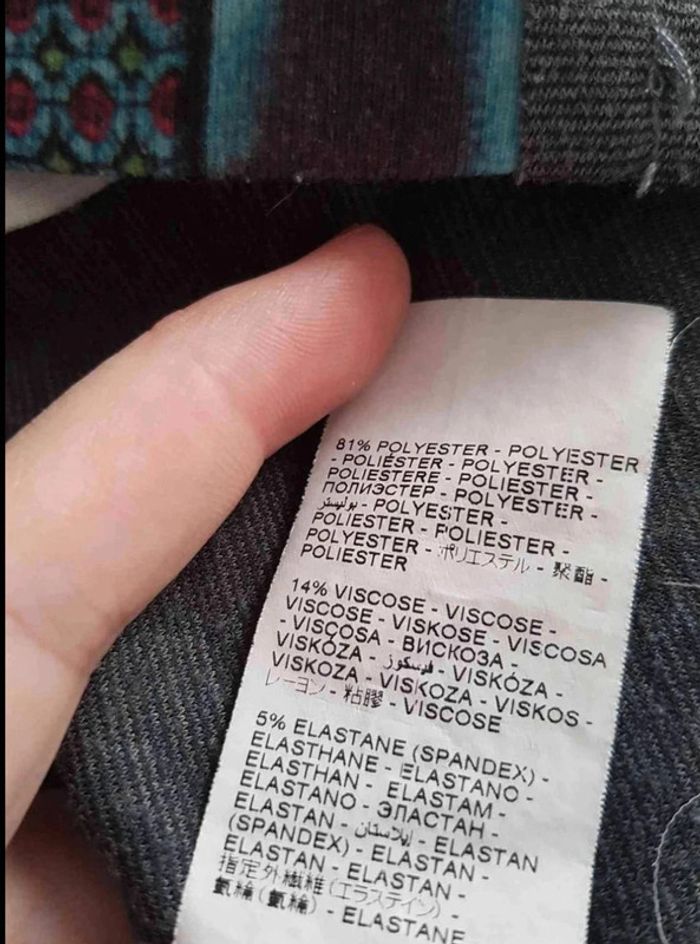 81% POLYESTER - POLYESTER
- POLIÉSTER - POLYESTER -
POLIESTERE - POLIESTER -
ПОЛИЭСТЕР - POLYESTER -
بوليستر - POLYESTER -
POLIESTER - POLIESTER -
POLYESTER - ポリエステル - 聚酯 -
POLIESTER
14% VISCOSE - VISCOSE -
VISCOSE - VISKOSE - VISCOSA
- VISCOSA - ВИСКОЗА -
VISKÓZA - فيسكوز - VISKÓZA -
VISKOZA - VISKOZA - VISKOS -
レーヨン - 粘膠 - VISCOSE
5% ELASTANE (SPANDEX) -
ELASTHANE - ELASTANO -
ELASTHAN - ELASTAM -
ELASTANO - ЭЛАСТАН -
ELASTAN - إيلاستان - ELASTAN
(SPANDEX) - ELASTAN -
ELASTAN - ELASTAN -
指定外繊維 (エラスティン) -
氨綸 (氨綸) - ELASTANE